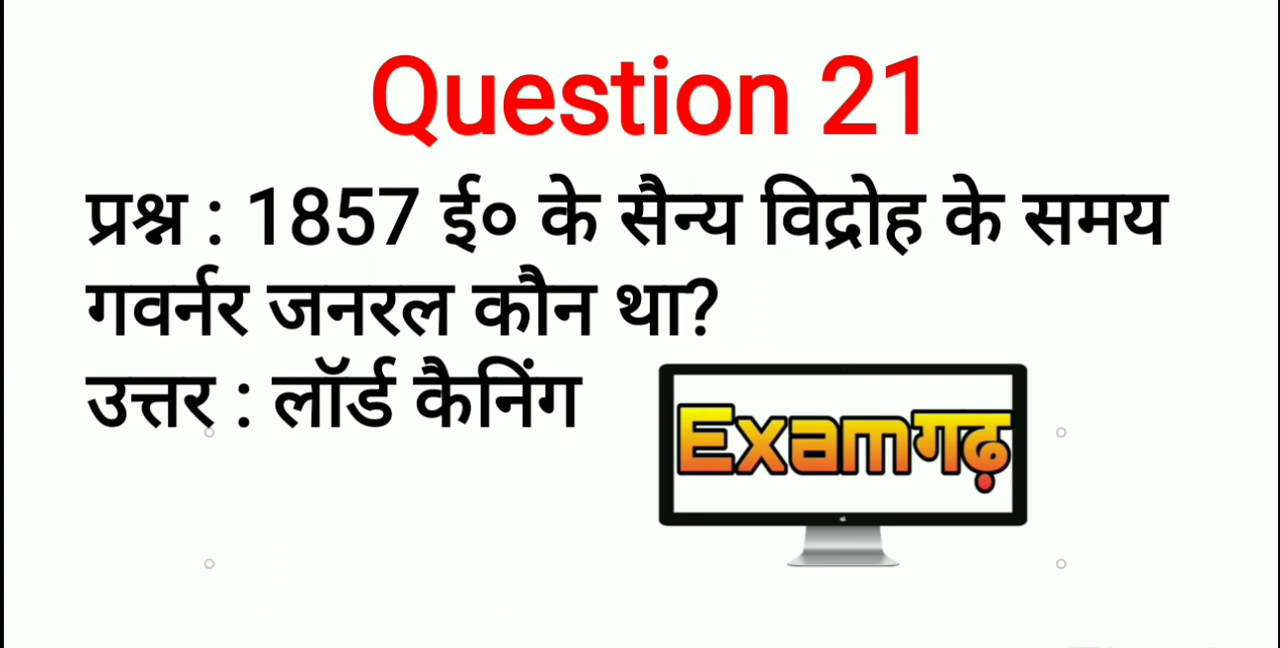 Question 21
प्रश्न : 1857 ई० के सैन्य विद्रोह के समय
गवर्नर जनरल कौन था?
उत्तर : लॉर्ड कैनिंग
Examगढ़